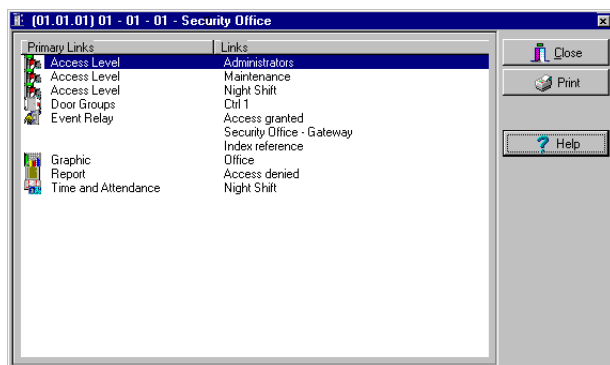 (01.01.01) 01 - 01 - 01 - Security Office
Primary Links Links
Access Level Administrators
Access Level Maintenance
Access Level Night Shift
Door Groups Ctrl 1
Event Relay Access granted
Security Office - Gateway
Index reference
Graphic Office
Report Access denied
Time and Attendance Night Shift
Close
Print
? Help